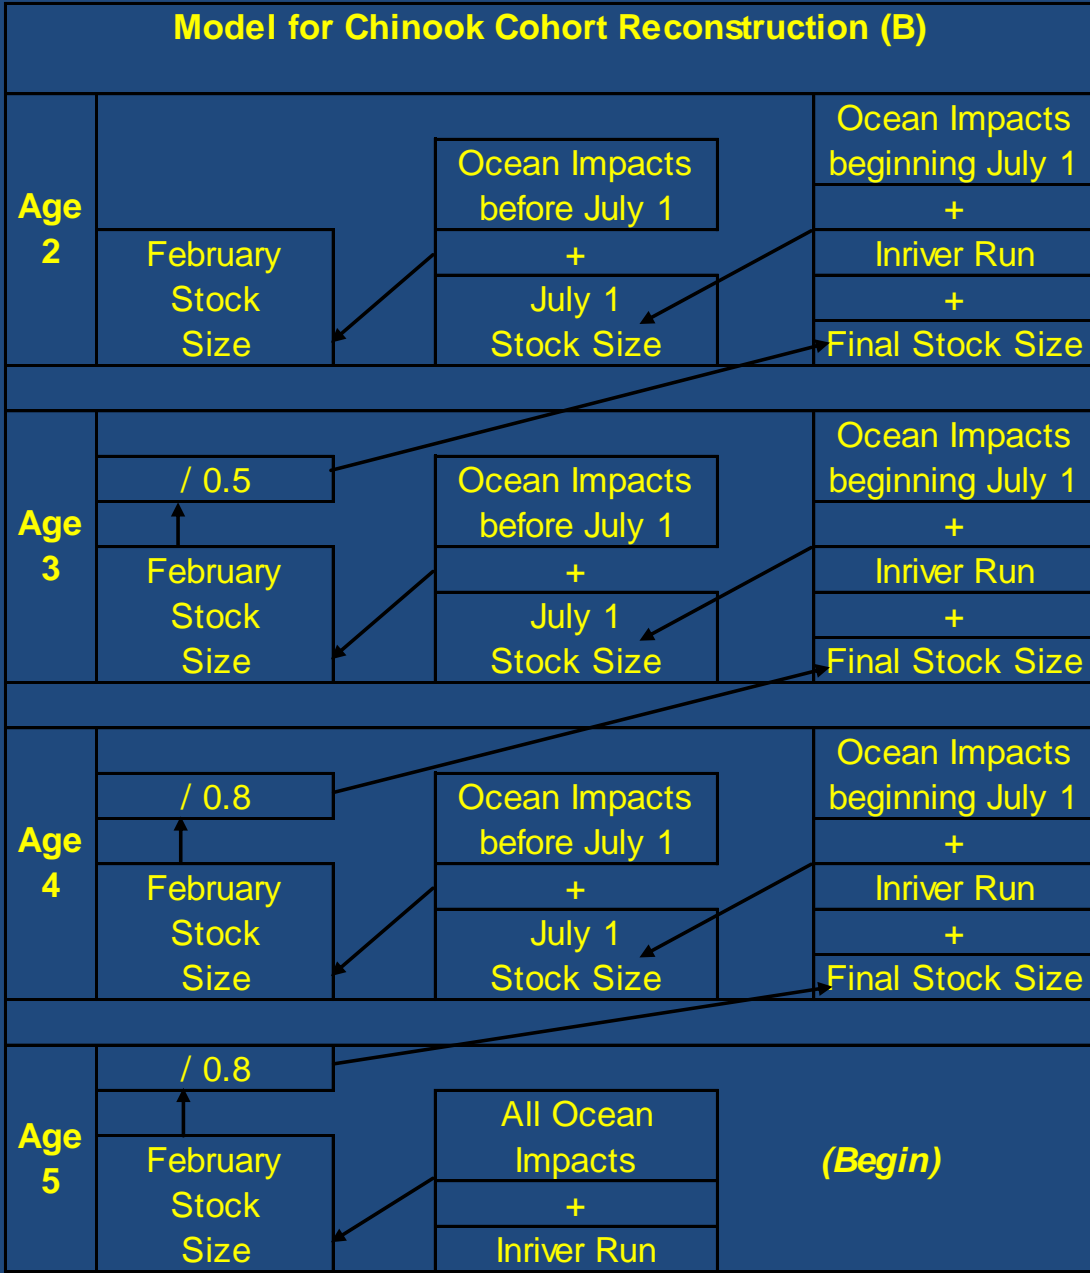 Model for Chinook Cohort Reconstruction (B)
Age
2
February
Stock
Size
Ocean Impacts
before July 1
+
July 1
Stock Size
Ocean Impacts
beginning July 1
+
Inriver Run
+
Final Stock Size
Age
3
/ 0.5
February
Stock
Size
Ocean Impacts
before July 1
+
July 1
Stock Size
Ocean Impacts
beginning July 1
+
Inriver Run
+
Final Stock Size
Age
4
/ 0.8
February
Stock
Size
Ocean Impacts
before July 1
+
July 1
Stock Size
Ocean Impacts
beginning July 1
+
Inriver Run
+
Final Stock Size
Age
5
/ 0.8
February
Stock
Size
All Ocean
Impacts
+
Inriver Run
(Begin)